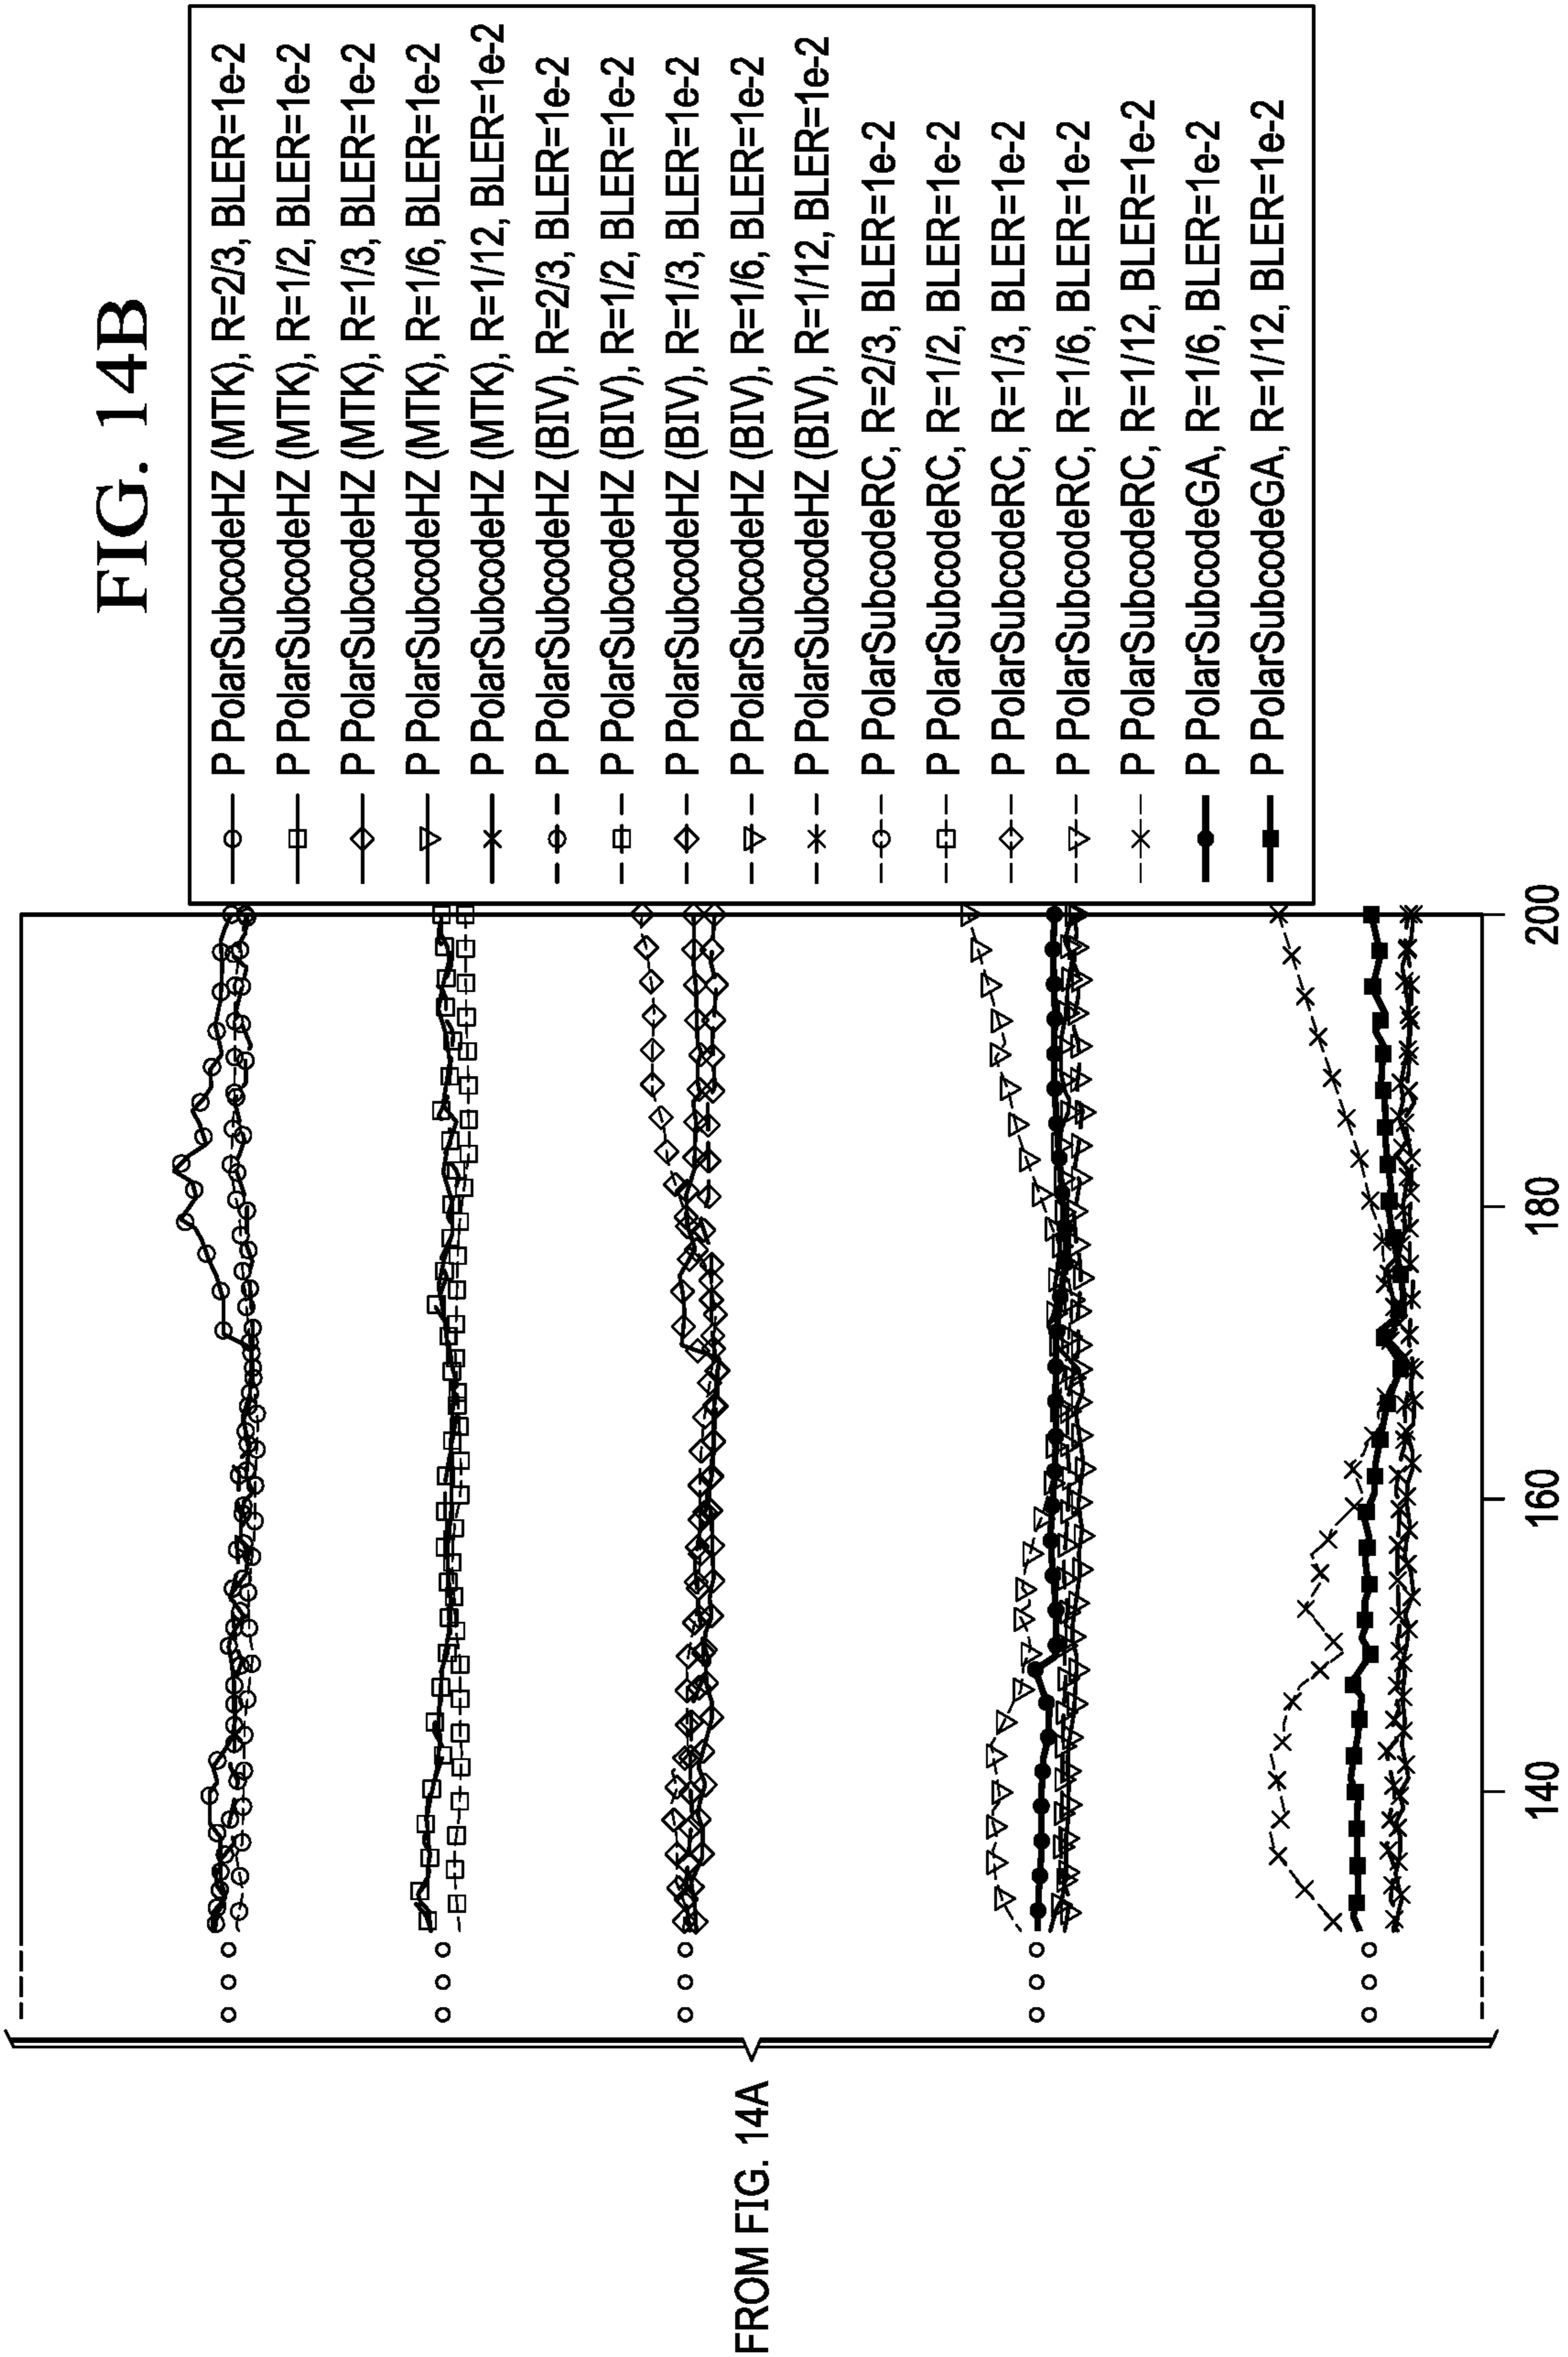 FIG. 14B
P PolarSubcodeHZ (MTK), R=2/3, BLER=1e-2
P PolarSubcodeHZ (MTK), R=1/2, BLER=1e-2
P PolarSubcodeHZ (MTK), R=1/3, BLER=1e-2
P PolarSubcodeHZ (MTK), R=1/6, BLER=1e-2
P PolarSubcodeHZ (MTK), R=1/12, BLER=1e-2
P PolarSubcodeHZ (BIV), R=2/3, BLER=1e-2
P PolarSubcodeHZ (BIV), R=1/2, BLER=1e-2
P PolarSubcodeHZ (BIV), R=1/3, BLER=1e-2
P PolarSubcodeHZ (BIV), R=1/6, BLER=1e-2
P PolarSubcodeHZ (BIV), R=1/12, BLER=1e-2
P PolarSubcodeRC, R=2/3, BLER=1e-2
P PolarSubcodeRC, R=1/2, BLER=1e-2
P PolarSubcodeRC, R=1/3, BLER=1e-2
P PolarSubcodeRC, R=1/6, BLER=1e-2
P PolarSubcodeRC, R=1/12, BLER=1e-2
P PolarSubcodeGA, R=1/6, BLER=1e-2
P PolarSubcodeGA, R=1/12, BLER=1e-2
FROM FIG. 14A
140
160
180
200